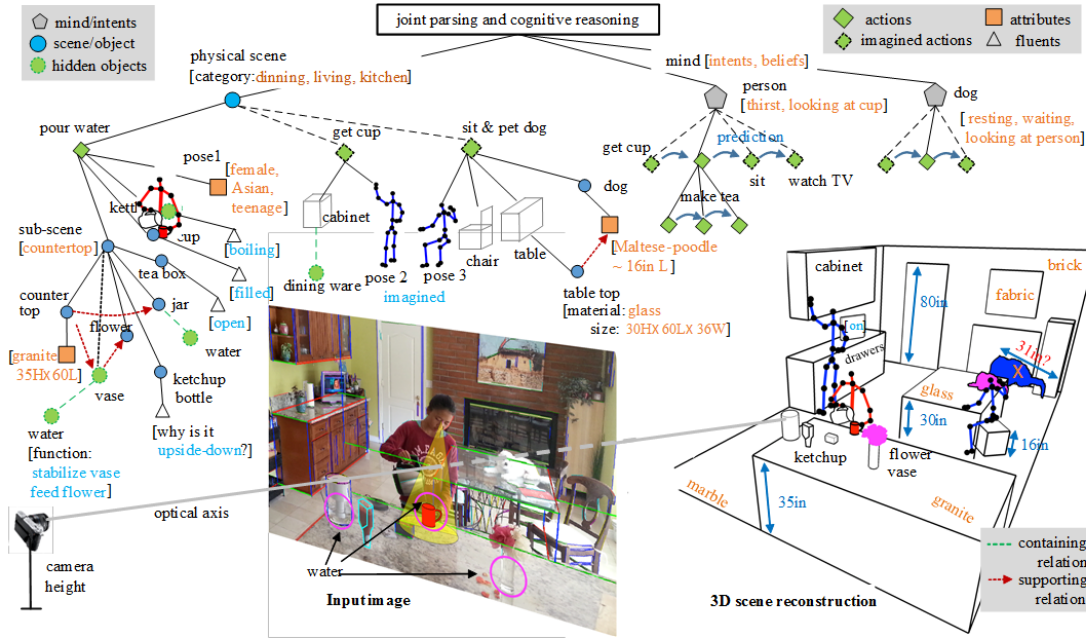 joint parsing and cognitive reasoning
mind/intents
scene/object
hidden objects
actions
attributes
imagined actions
fluents
physical scene
[category:dinning, living, kitchen]
mind [intents, beliefs]
person
[thirst, looking at cup]
dog
[resting, waiting,
looking at person]
pour water
get cup
sit & pet dog
get cup
prediction
sit
watch TV
make tea
pose1
[female,
Asian,
teenage]
cup
[boiling]
sub-scene
[countertop]
tea box
[filled]
jar
[open]
counter
top
flower
water
[granite
35HX60L]
vase
ketchup
bottle
water
[function:
stabilize vase
feed flower]
[why is it
upside-down?]
cabinet
dining ware
pose 2
pose 3
imagined
chair
table
dog
[Maltese-poodle
~ 16in L]
table top
[material: glass
size: 30HX 60LX 36W]
optical axis
camera
height
water
Input image
cabinet
[on]
drawers
80in
brick
fabric
31in?
X
glass
30in
16in
ketchup
flower
vase
marble
35in
granite
3D scene reconstruction
containing
relation
supporting
relation